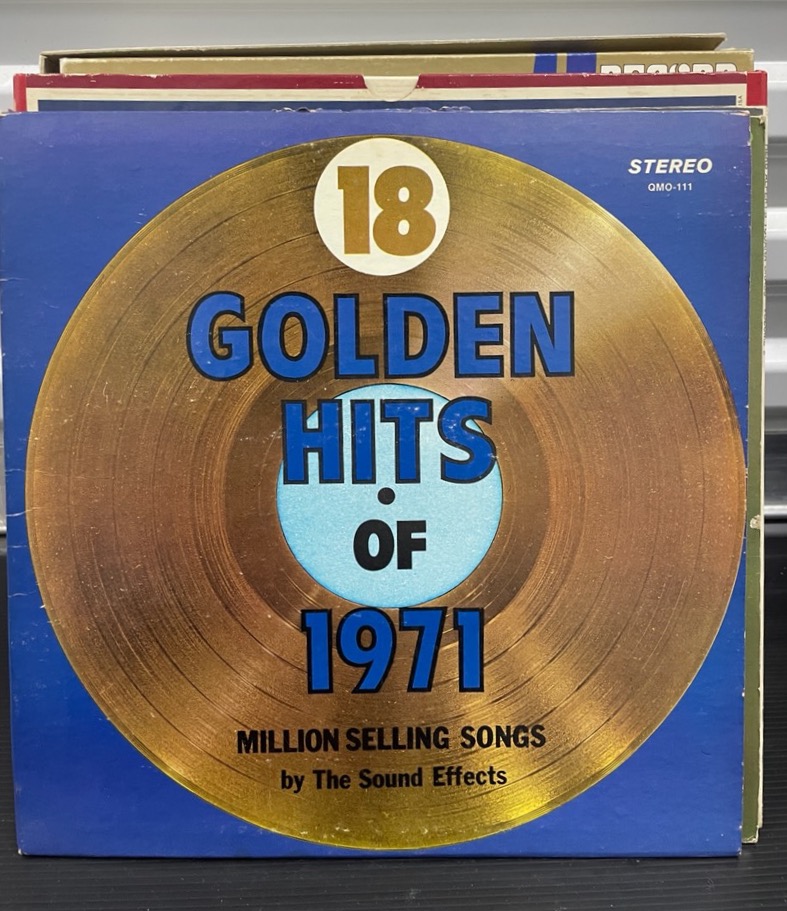 STEREO
QMO-111
18
GOLDEN
HITS
OF
1971
MILLION SELLING SONGS
by The Sound Effects